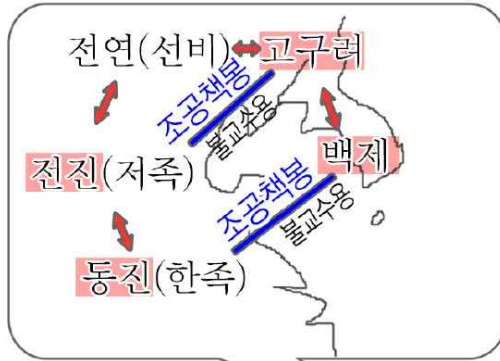 전연(선비)
고구려
조공책봉
불교수용
백제
전진(저족)
조공책봉
불교수용
동진(한족)